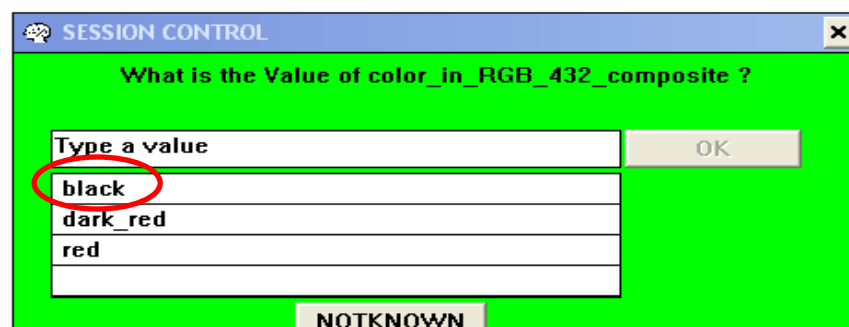 SESSION CONTROL
What is the Value of color_in_RGB_432_composite ?
Type a value
OK
black
dark_red
red
NOTKNOWN